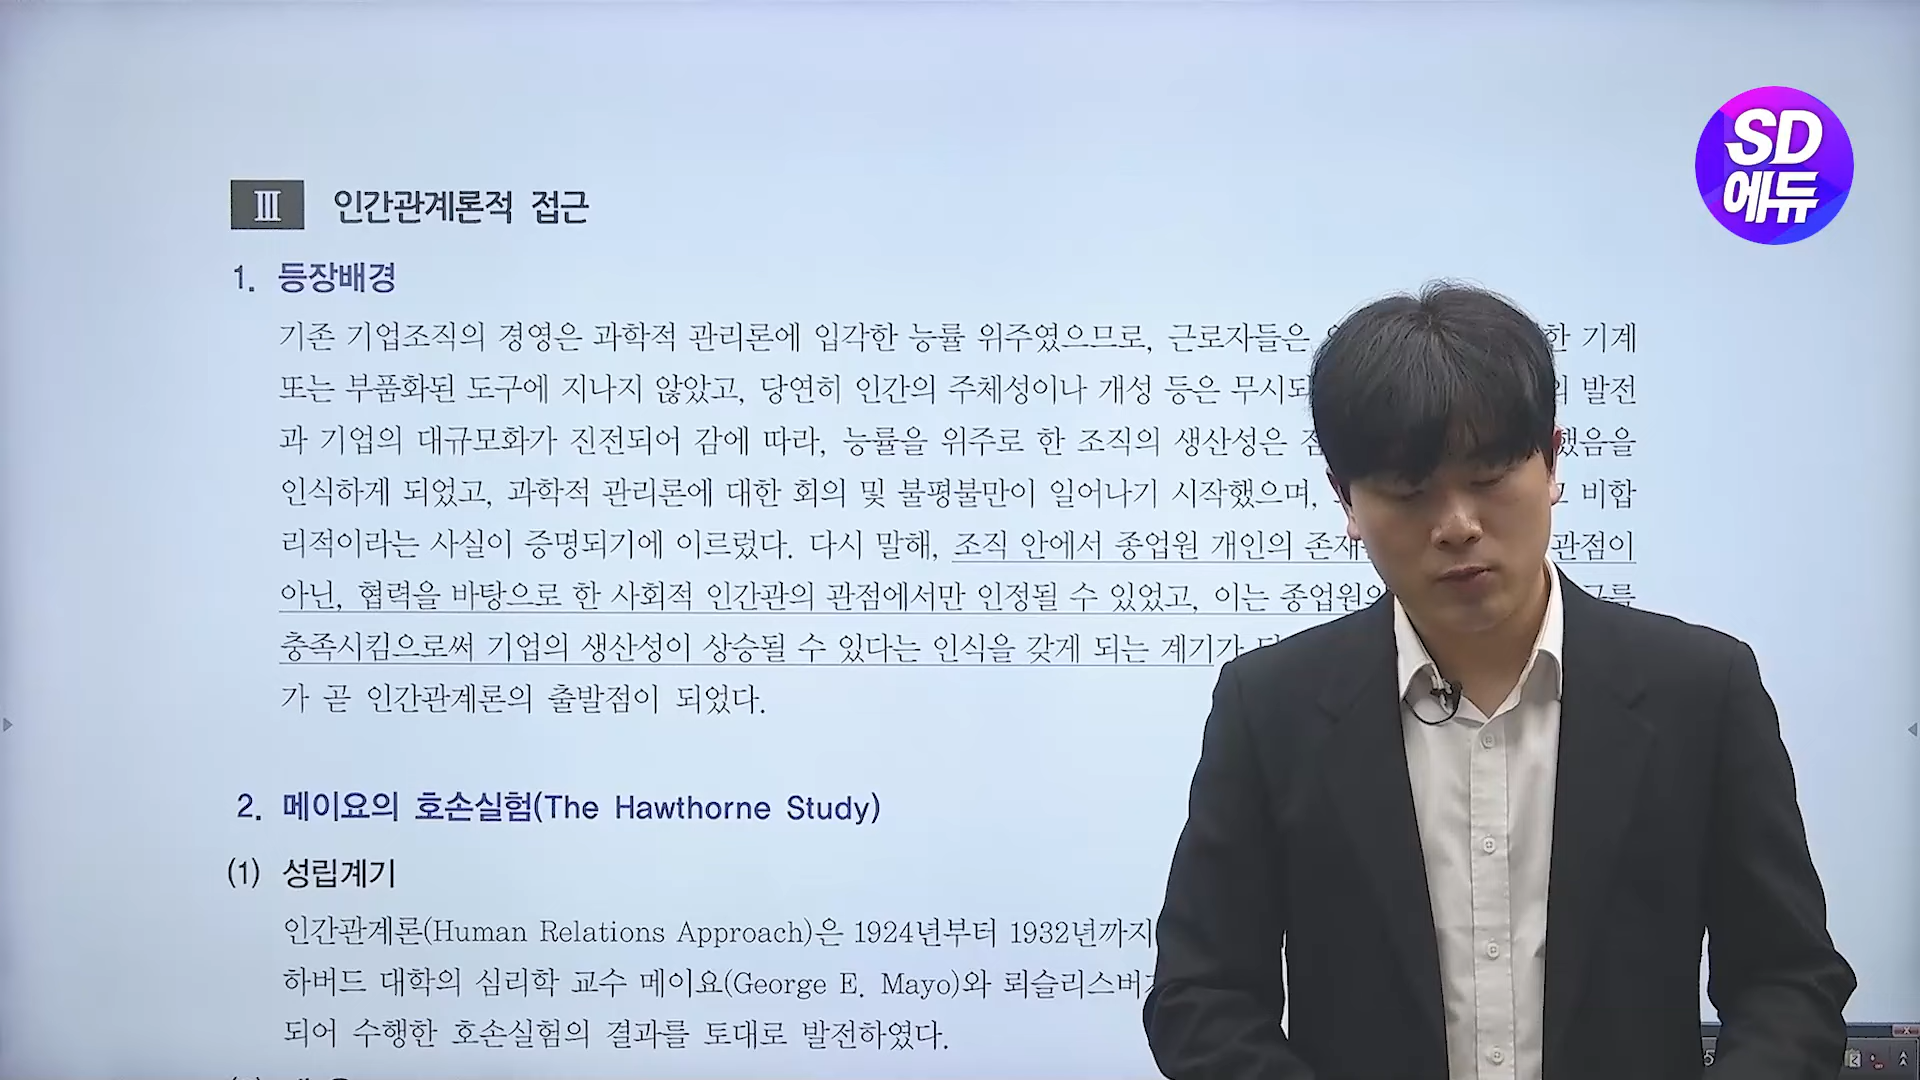 SD
에듀
Ⅲ 인간관계론적 접근
1. 등장배경
기존 기업조직의 경영은 과학적 관리론에 입각한 능률 위주였으므로, 근로자들은 한 기계
또는 부품화된 도구에 지나지 않았고, 당연히 인간의 주체성이나 개성 등은 무시되 발전
과 기업의 대규모화가 진전되어 감에 따라, 능률을 위주로 한 조직의 생산성은 했음을
인식하게 되었고, 과학적 관리론에 대한 회의 및 불평불만이 일어나기 시작했으며, 비합
리적이라는 사실이 증명되기에 이르렀다. 다시 말해, 조직 안에서 종업원 개인의 존재 관점이
아닌, 협력을 바탕으로 한 사회적 인간관의 관점에서만 인정될 수 있었고, 이는 종업원
충족시킴으로써 기업의 생산성이 상승될 수 있다는 인식을 갖게 되는 계기가
가 곧 인간관계론의 출발점이 되었다.
2. 메이요의 호손실험(The Hawthorne Study)
(1) 성립계기
인간관계론(Human Relations Approach)은 1924년부터 1932년까지
하버드 대학의 심리학 교수 메이요(George E. Mayo)와 뢰슬리스버
되어 수행한 호손실험의 결과를 토대로 발전하였다.